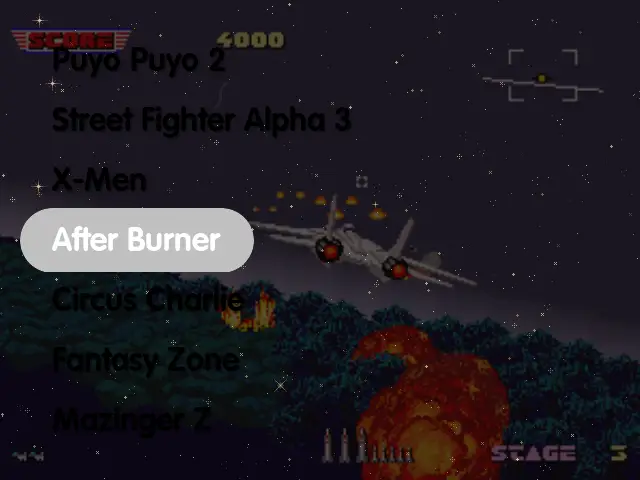 SCORE 4000
Puyo Puyo 2
Street Fighter Alpha 3
X-Men
After Burner
Circus Charlie
Fantasy Zone
Mazinger Z
STAGE 3